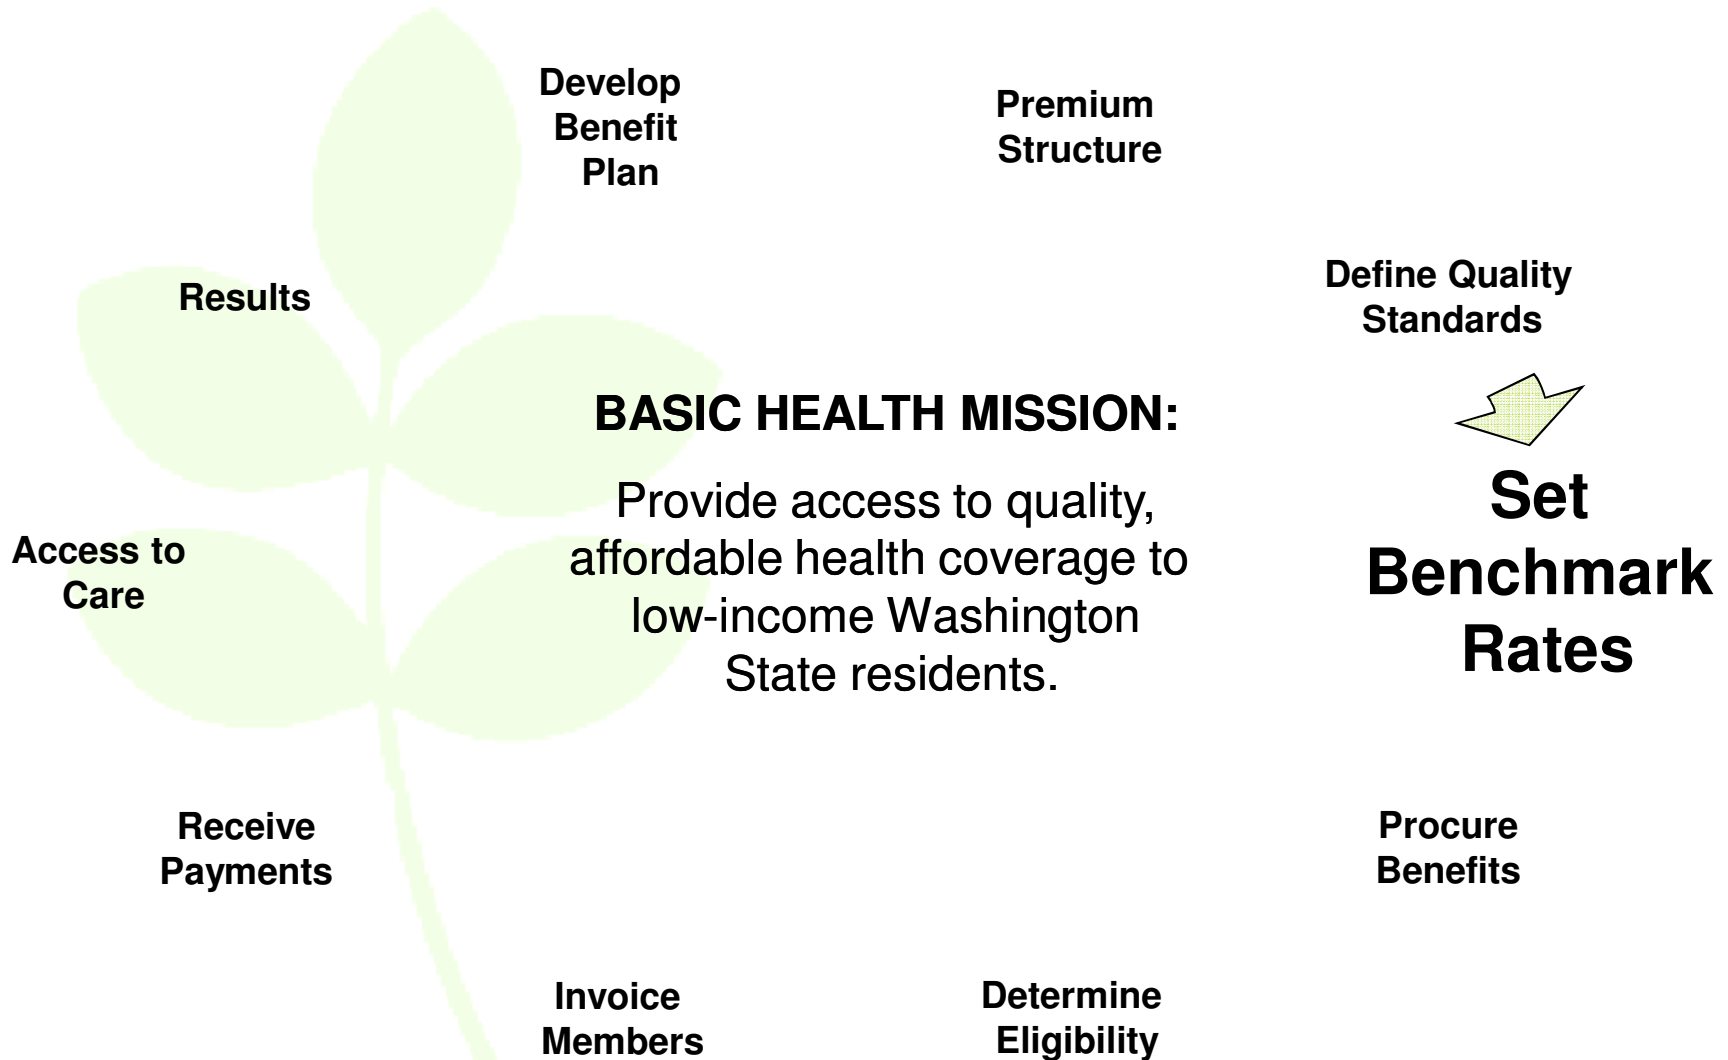 Develop
Benefit
Plan
Premium
Structure
Define Quality
Standards
Results
BASIC HEALTH MISSION:
Provide access to quality,
affordable health coverage to
low-income Washington
State residents.
Set
Benchmark
Rates
Access to
Care
Receive
Payments
Procure
Benefits
Invoice
Members
Determine
Eligibility